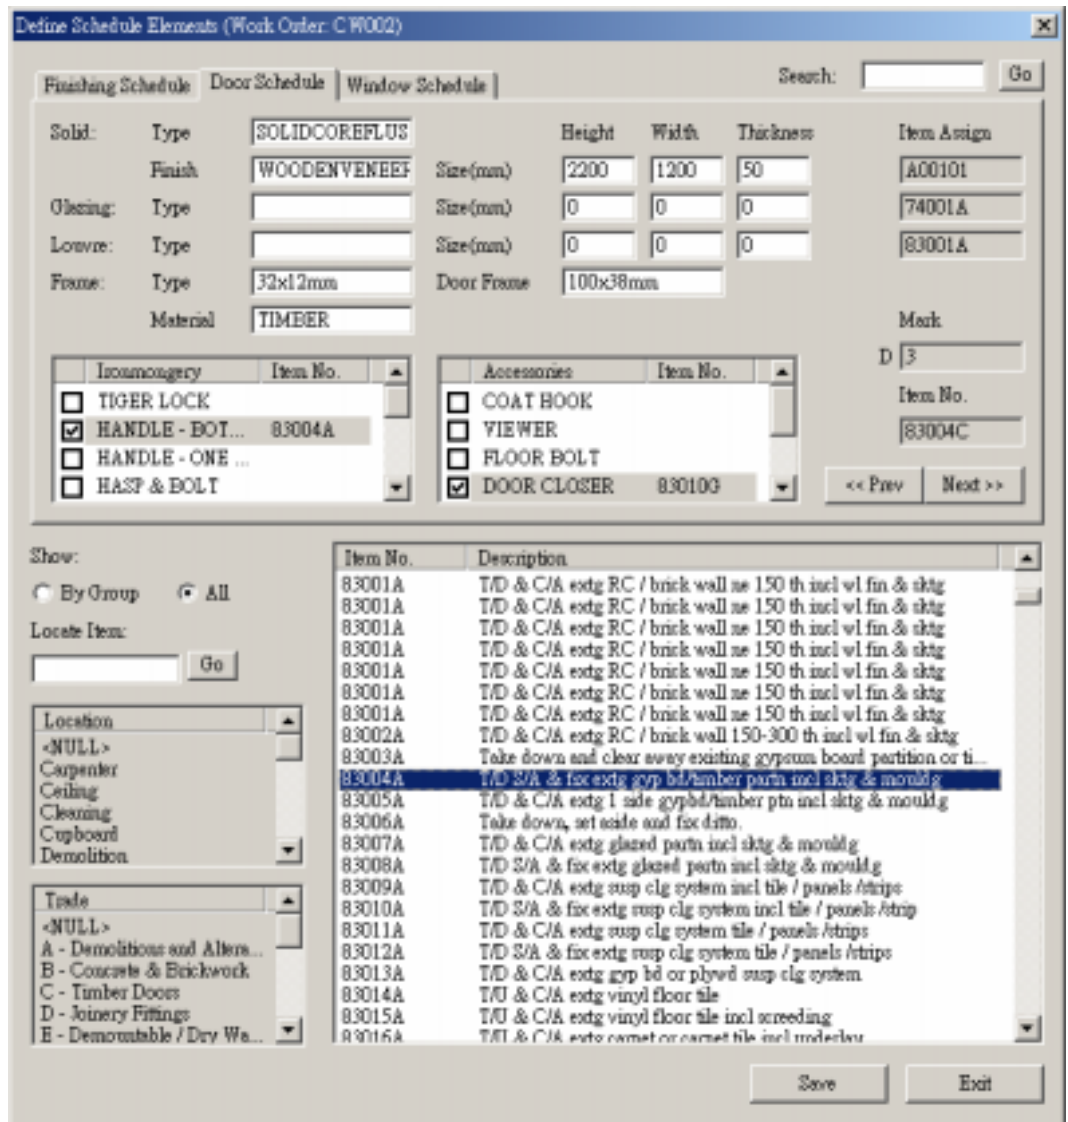 Define Schedule Elements (Work Order: CW002)
Search: Go
Finishing Schedule Door Schedule Window Schedule
Solid: Type SOLIDCOREFLUS Height Width Thickness Item Assign
Finish WOODENVENEER Size(mm) 2200 1200 50 A00101
Glazing: Type Size(mm) 0 0 0 74001A
Louvre: Type Size(mm) 0 0 0 83001A
Frame: Type 32x12mm Door Frame 100x38mm
Material TIMBER Mark
D 3
Ironmongery Item No. Accessories Item No.
Item No.
TIGER LOCK COAT HOOK
HANDLE - BOT... 83004A VIEWER 83004C
HANDLE - ONE ... FLOOR BOLT
HASP & BOLT DOOR CLOSER 83010G << Prev Next >>
Show:
By Group All
Locate Item:
Go
Location
<NULL>
Carpenter
Ceiling
Cleaning
Cupboard
Demolition
Trade
<NULL>
A - Demolitions and Altera...
B - Concrete & Brickwork
C - Timber Doors
D - Joinery Fittings
E - Demountable / Dry Wa...
Item No. Description
83001A T/D & C/A extg RC / brick wall ne 150 th incl wl fin & sktg
83001A T/D & C/A extg RC / brick wall ne 150 th incl wl fin & sktg
83001A T/D & C/A extg RC / brick wall ne 150 th incl wl fin & sktg
83001A T/D & C/A extg RC / brick wall ne 150 th incl wl fin & sktg
83001A T/D & C/A extg RC / brick wall ne 150 th incl wl fin & sktg
83001A T/D & C/A extg RC / brick wall ne 150 th incl wl fin & sktg
83001A T/D & C/A extg RC / brick wall ne 150 th incl wl fin & sktg
83002A T/D & C/A extg RC / brick wall 150-300 th incl wl fin & sktg
83003A Take down and clear away existing gypsum board partition or ti...
83004A T/D S/A & fix extg gyp bd/timber partn incl sktg & mouldg
83005A T/D & C/A extg 1 side gypbd/timber ptn incl sktg & mouldg
83006A Take down, set aside and fix ditto.
83007A T/D & C/A extg glazed partn incl sktg & mouldg
83008A T/D S/A & fix extg glazed partn incl sktg & mouldg
83009A T/D & C/A extg susp clg system incl tile / panels /strips
83010A T/D S/A & fix extg susp clg system incl tile / panels /strip
83011A T/D & C/A extg susp clg system tile / panels /strips
83012A T/D S/A & fix extg susp clg system tile / panels /strips
83013A T/D & C/A extg gyp bd or plywd susp clg system
83014A T/U & C/A extg vinyl floor tile
83015A T/U & C/A extg vinyl floor tile incl screeding
83016A T/U & C/A extg carpet or carpet tile incl underlay
Save Exit